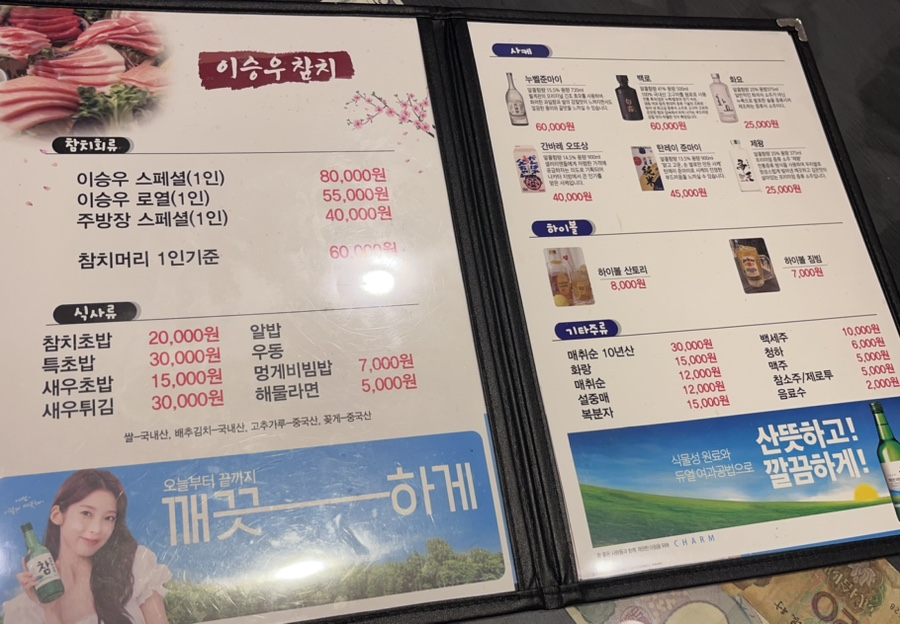 이승우 참치
참치회류
이승우 스페셜(1인) 80,000원
이승우 로열(1인) 55,000원
주방장 스페셜(1인) 40,000원
참치머리 1인기준 60,000원
식사류
참치초밥 20,000원
특초밥 30,000원
새우초밥 15,000원
새우튀김 30,000원
알밥
우동
멍게비빔밥 7,000원
해물라면 5,000원
쌀-국내산, 배추김치-국내산, 고추가루-중국산, 꽃게-중국산
오늘부터 끝까지
깨끗 하게
참
사케
누벨준마이
60,000원
백로
60,000원
화요
25,000원
간바레 오또상
40,000원
탄레이 준마이
45,000원
제왕
25,000원
하이볼
하이볼 산토리
8,000원
하이볼 짐빔
7,000원
기타주류
매취순 10년산 30,000원
화랑 15,000원
매취순 12,000원
설중매 12,000원
복분자 15,000원
백세주 10,000원
청하 6,000원
맥주 5,000원
참소주/제로투 5,000원
음료수 2,000원
식물성 원료와
듀얼 여과공법으로
산뜻하고!
깔끔하게!
CHARM